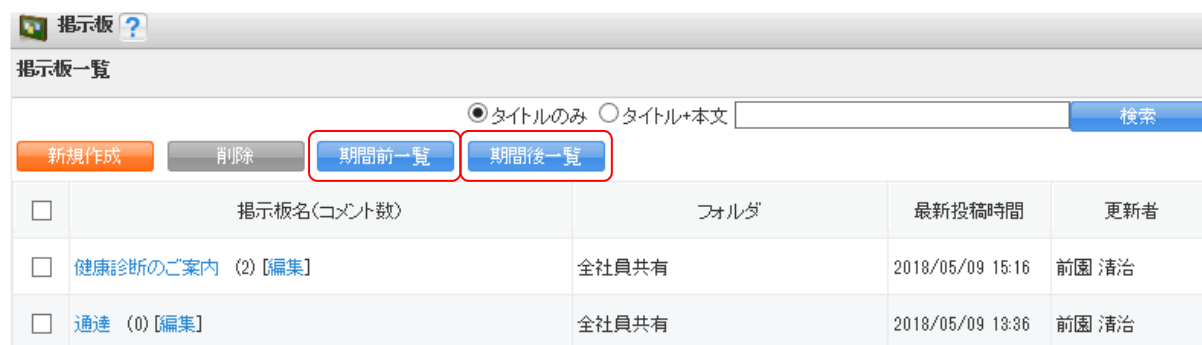 掲示板 ?
掲示板一覧
タイトルのみ タイトル+本文 検索
新規作成 削除 期間前一覧 期間後一覧
掲示板名(コメント数) フォルダ 最新投稿時間 更新者
健康診断のご案内 (2) [編集] 全社員共有 2018/05/09 15:16 前園 清治
通達 (0) [編集] 全社員共有 2018/05/09 13:36 前園 清治